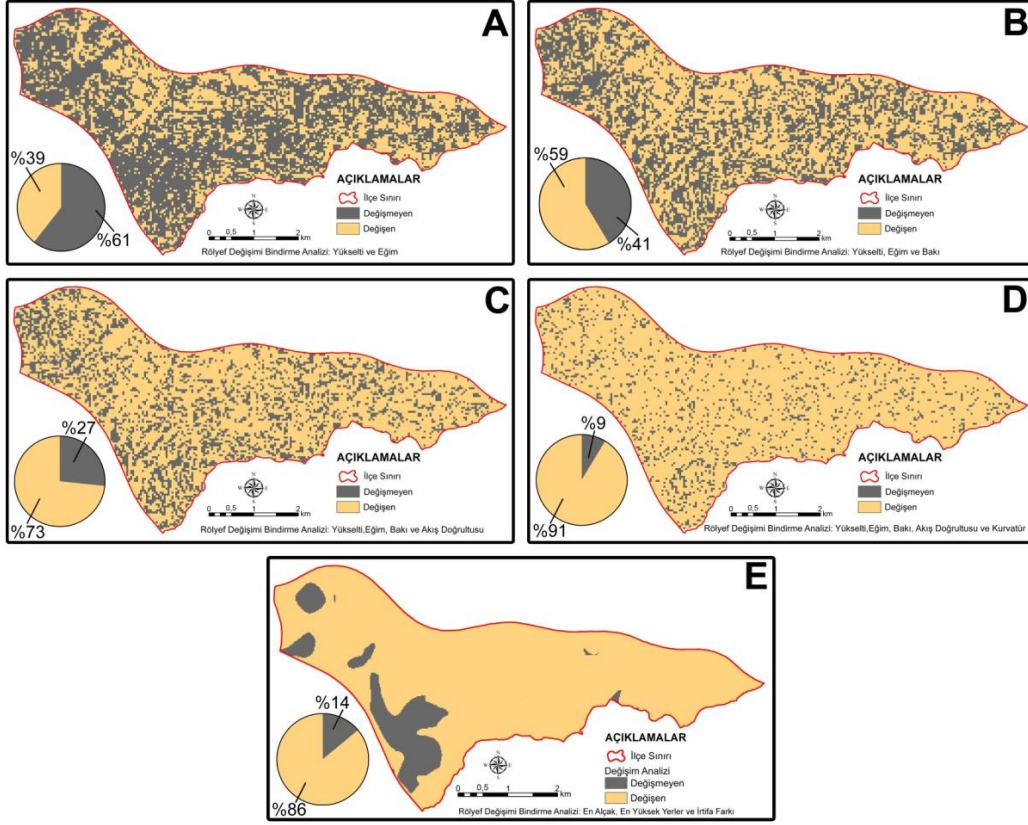 A
%39
%61
AÇIKLAMALAR
İlçe Sınırı
Değişmeyen
Değişen
N
W E
S
0 0,5 1 2
km
Rölyef Değişimi Bindirme Analizi: Yükselti ve Eğim
B
%59
%41
AÇIKLAMALAR
İlçe Sınırı
Değişmeyen
Değişen
N
W E
S
0 0,5 1 2
km
Rölyef Değişimi Bindirme Analizi: Yükselti, Eğim ve Bakı
C
%27
%73
AÇIKLAMALAR
İlçe Sınırı
Değişmeyen
Değişen
N
W E
S
0 0,5 1 2
km
Rölyef Değişimi Bindirme Analizi: Yükselti,Eğim, Bakı ve Akış Doğrultusu
D
%9
%91
AÇIKLAMALAR
İlçe Sınırı
Değişmeyen
Değişen
N
W E
S
0 0,5 1 2
km
Rölyef Değişimi Bindirme Analizi: Yükselti,Eğim, Bakı, Akış Doğrultusu ve Kurvatür
E
%14
%86
AÇIKLAMALAR
İlçe Sınırı
Değişim Analizi
Değişmeyen
Değişen
N
W E
S
0 0,5 1 2
km
Rölyef Değişimi Bindirme Analizi: En Alçak, En Yüksek Yerler ve İrtifa Farkı